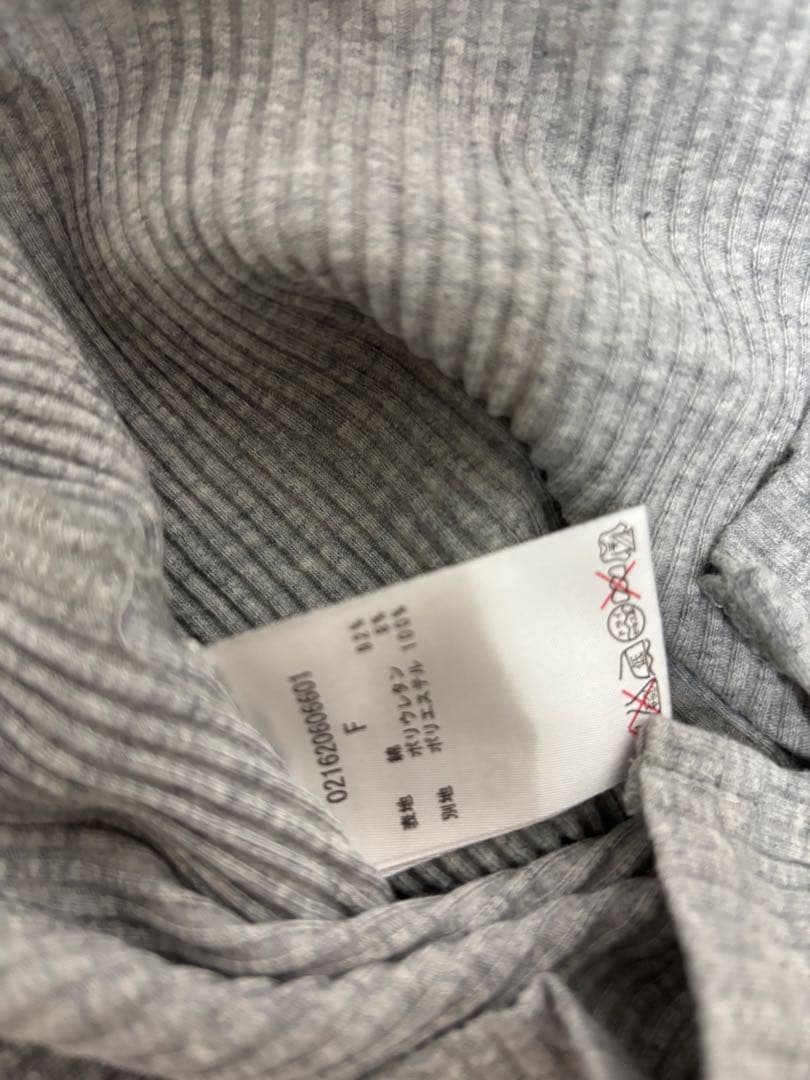 021620606601
F
表地 綿 92%
ポリウレタン 8%
別地 ポリエステル 100%